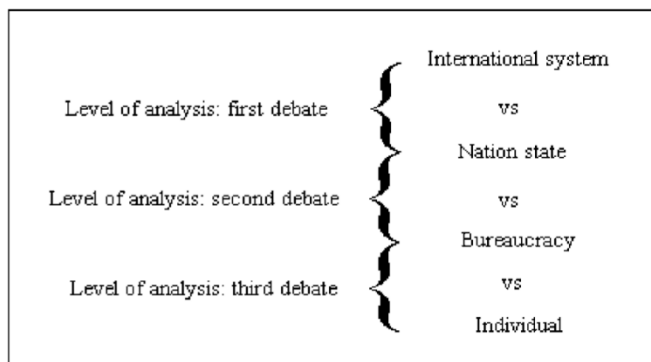 International system
Level of analysis: first debate
vs
Nation state
Level of analysis: second debate
vs
Bureaucracy
Level of analysis: third debate
vs
Individual